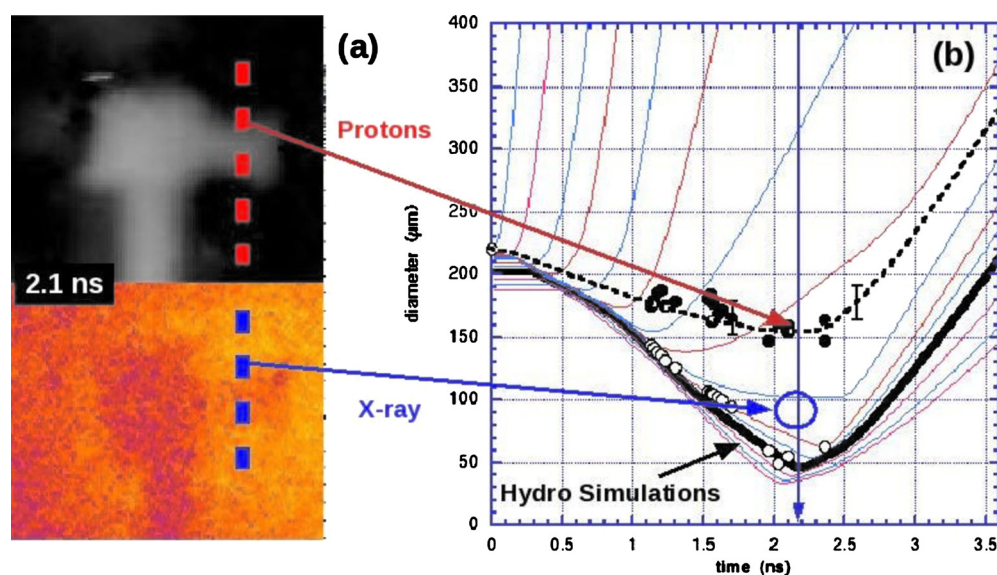 (a)
Protons
2.1 ns
X-ray
(b)
400
350
300
250
200
150
100
50
0
diameter (μm)
Hydro Simulations
0 0.5 1 1.5 2 2.5 3 3.5
time (ns)